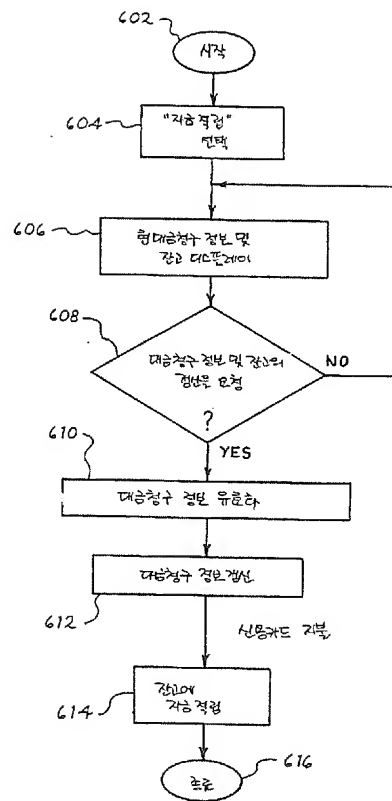 602
시작
604
"자금 적립"
선택
606
현 대금청구 정보 및
잔고 디스플레이
608
대금청구 정보 및 잔고의
갱신을 요청
?
NO
YES
610
대금청구 정보 유효화
대금청구 정보 갱신
612
신용카드 지불
잔고에
자금 적립
614
종료
616